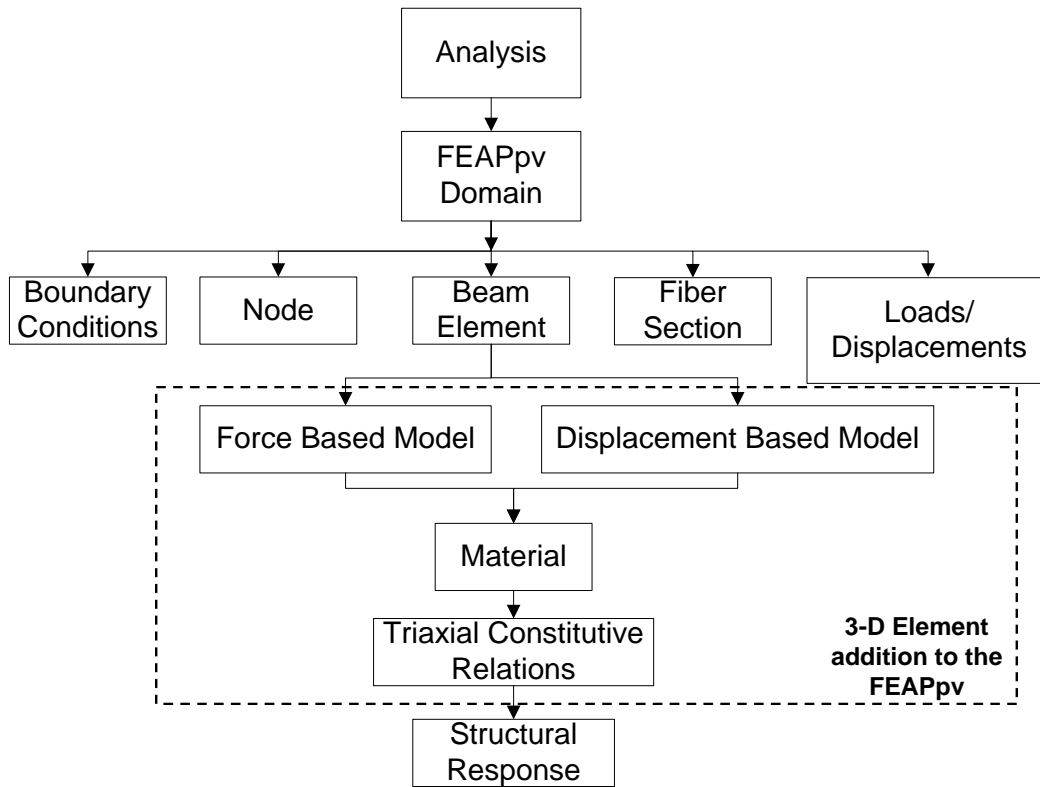 Analysis
FEAPpv
Domain
Boundary
Conditions
Node
Beam
Element
Fiber
Section
Loads/
Displacements
Force Based Model
Displacement Based Model
Material
Triaxial Constitutive
Relations
3-D Element
addition to the
FEAPpv
Structural
Response